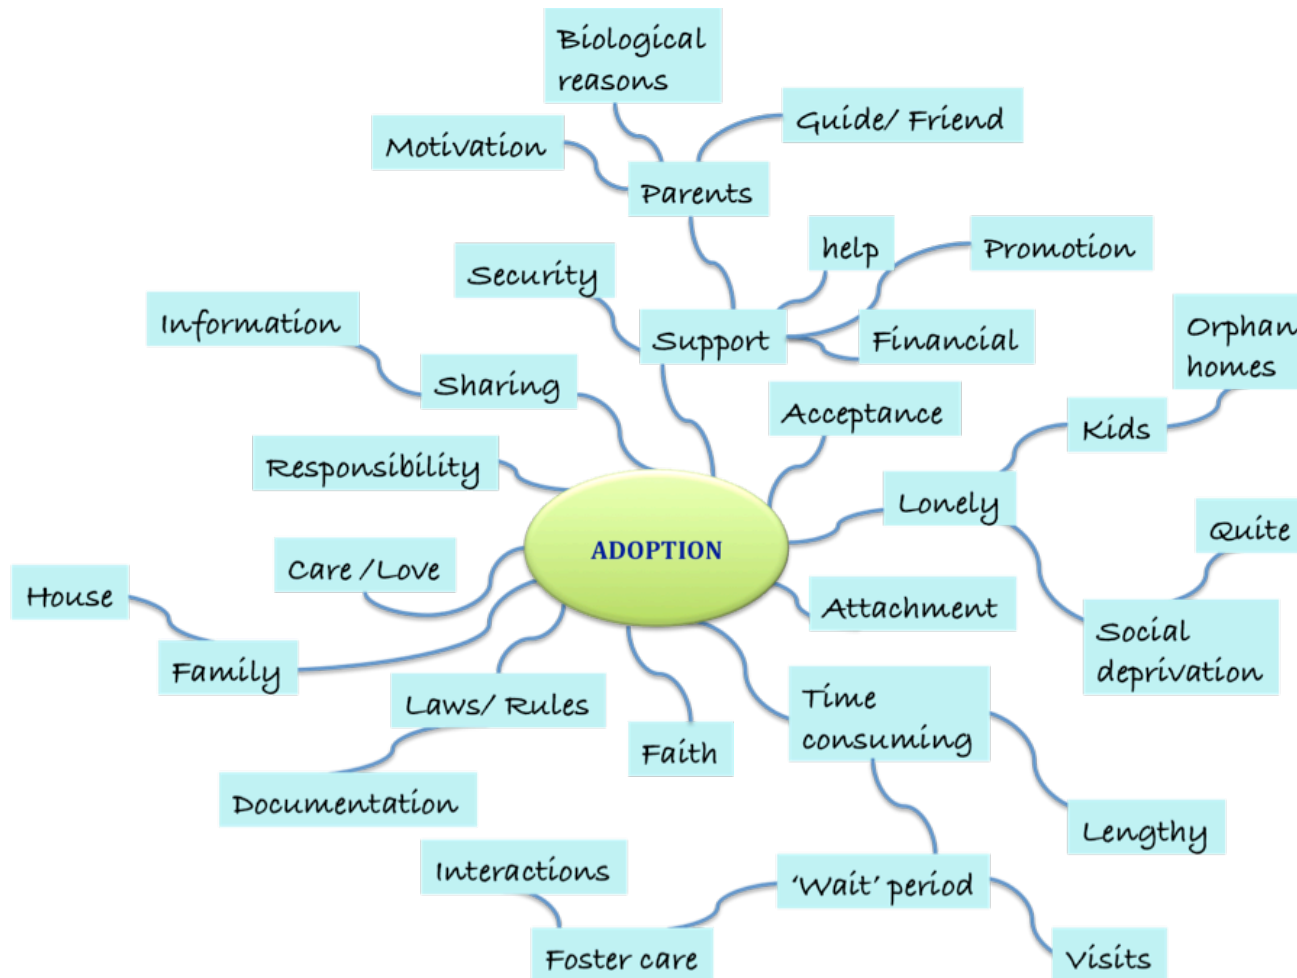 Biological
reasons
Guide/ Friend
Motivation
Parents
help
Promotion
Security
Information
Support
Financial
Orphan
homes
Sharing
Acceptance
Kids
Responsibility
Lonely
Quite
ADOPTION
Care /Love
House
Attachment
Social
deprivation
Family
Laws/ Rules
Time
consuming
Faith
Documentation
Lengthy
Interactions
'Wait' period
Foster care
Visits